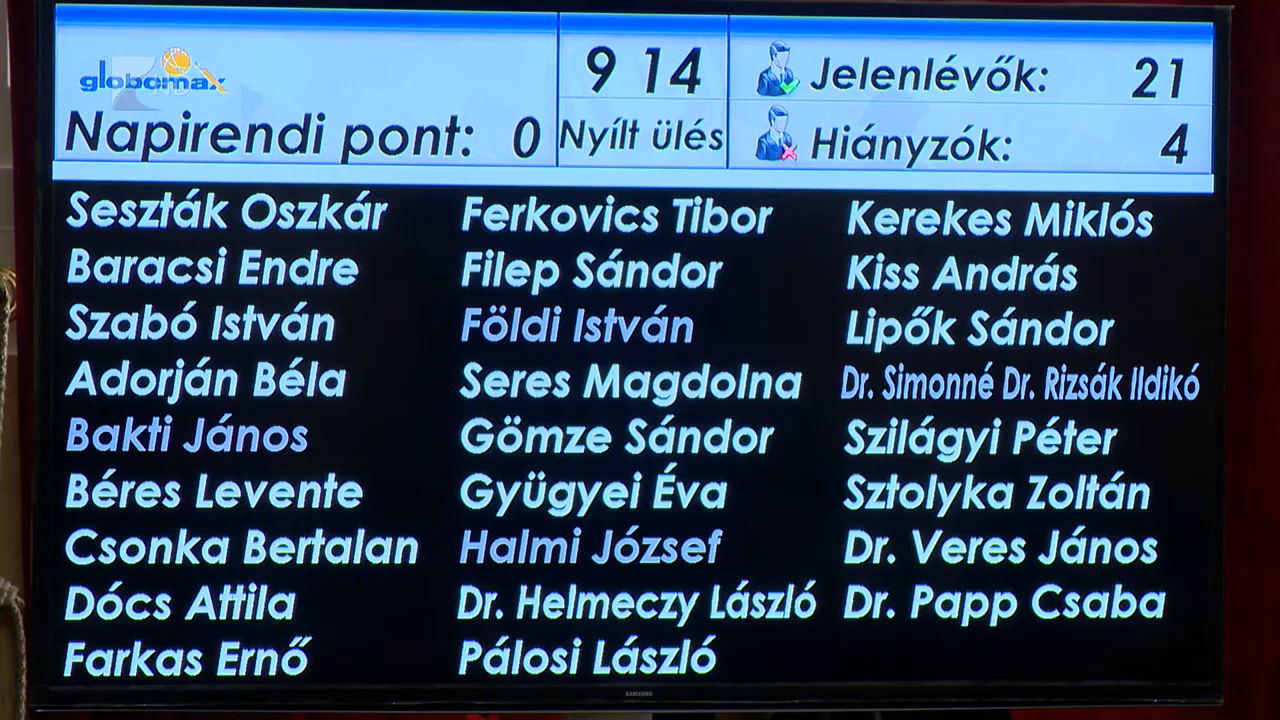 globomax
HD
Napirendi pont: 0
9 14
Nyílt ülés
Jelenlévők: 21
Hiányzók: 4
Seszták Oszkár
Baracsi Endre
Szabó István
Adorján Béla
Bakti János
Béres Levente
Csonka Bertalan
Dócs Attila
Farkas Ernő
Ferkovics Tibor
Filep Sándor
Földi István
Seres Magdolna
Gömze Sándor
Gyügyei Éva
Halmi József
Dr. Helmeczy László
Pálosi László
Kerekes Miklós
Kiss András
Lipők Sándor
Dr. Simonné Dr. Rizsák Ildikó
Szilágyi Péter
Sztolyka Zoltán
Dr. Veres János
Dr. Papp Csaba
SAMSUNG